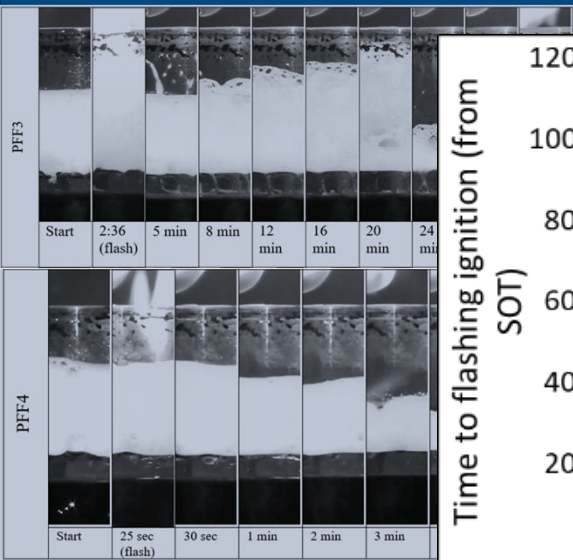 PFF3
Start
2:36
(flash)
5 min
8 min
12
min
16
min
20
min
24
PFF4
Start
25 sec
(flash)
30 sec
1 min
2 min
3 min
Time to flashing ignition (from
SOT)
120
100
80
60
40
20